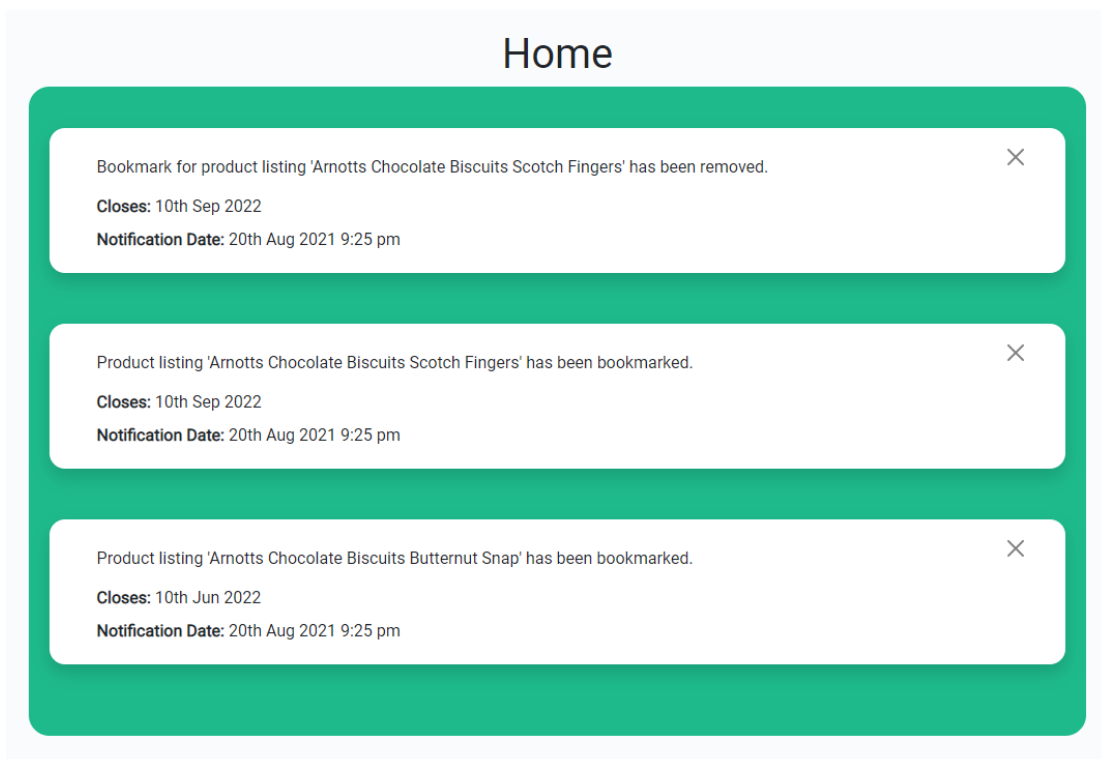 Home
Bookmark for product listing 'Arnotts Chocolate Biscuits Scotch Fingers' has been removed.
Closes: 10th Sep 2022
Notification Date: 20th Aug 2021 9:25 pm
Product listing 'Arnotts Chocolate Biscuits Scotch Fingers' has been bookmarked.
Closes: 10th Sep 2022
Notification Date: 20th Aug 2021 9:25 pm
Product listing 'Arnotts Chocolate Biscuits Butternut Snap' has been bookmarked.
Closes: 10th Jun 2022
Notification Date: 20th Aug 2021 9:25 pm